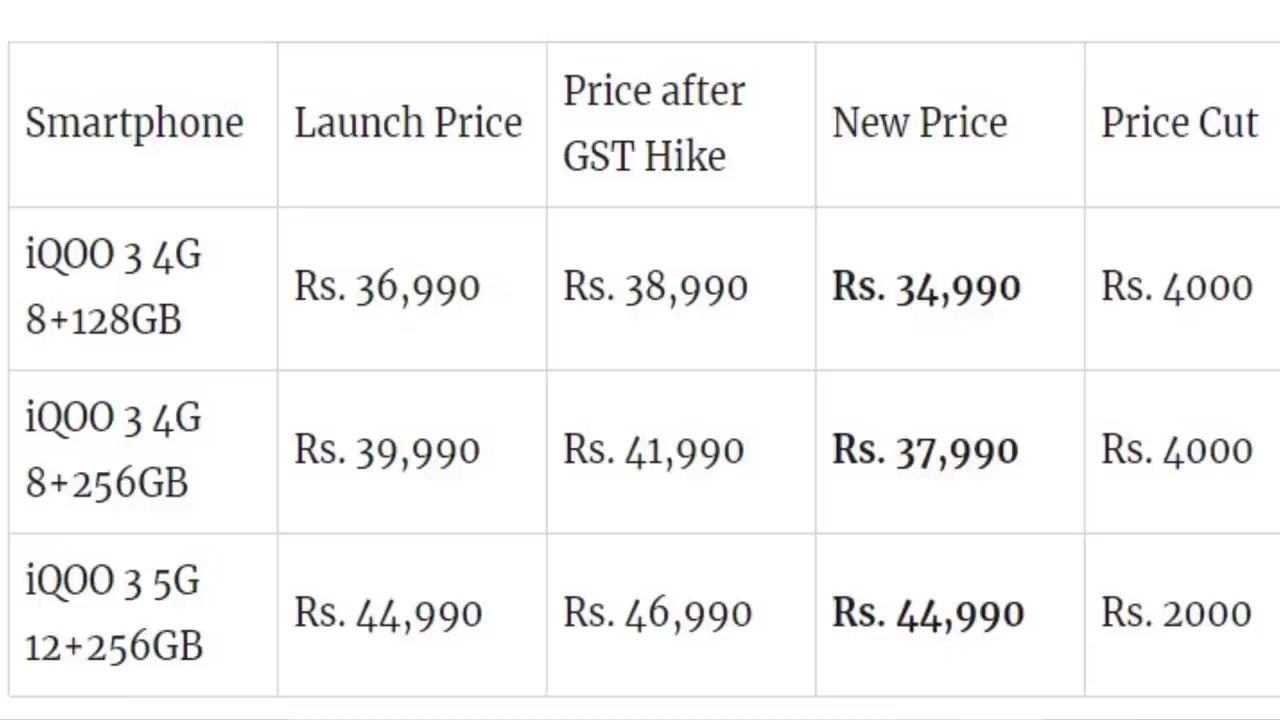 Smartphone
Launch Price
Price after
GST Hike
New Price
Price Cut
iQOO 3 4G
8+128GB
Rs. 36,990
Rs. 38,990
Rs. 34,990
Rs. 4000
iQOO 3 4G
8+256GB
Rs. 39,990
Rs. 41,990
Rs. 37,990
Rs. 4000
iQOO 3 5G
12+256GB
Rs. 44,990
Rs. 46,990
Rs. 44,990
Rs. 2000